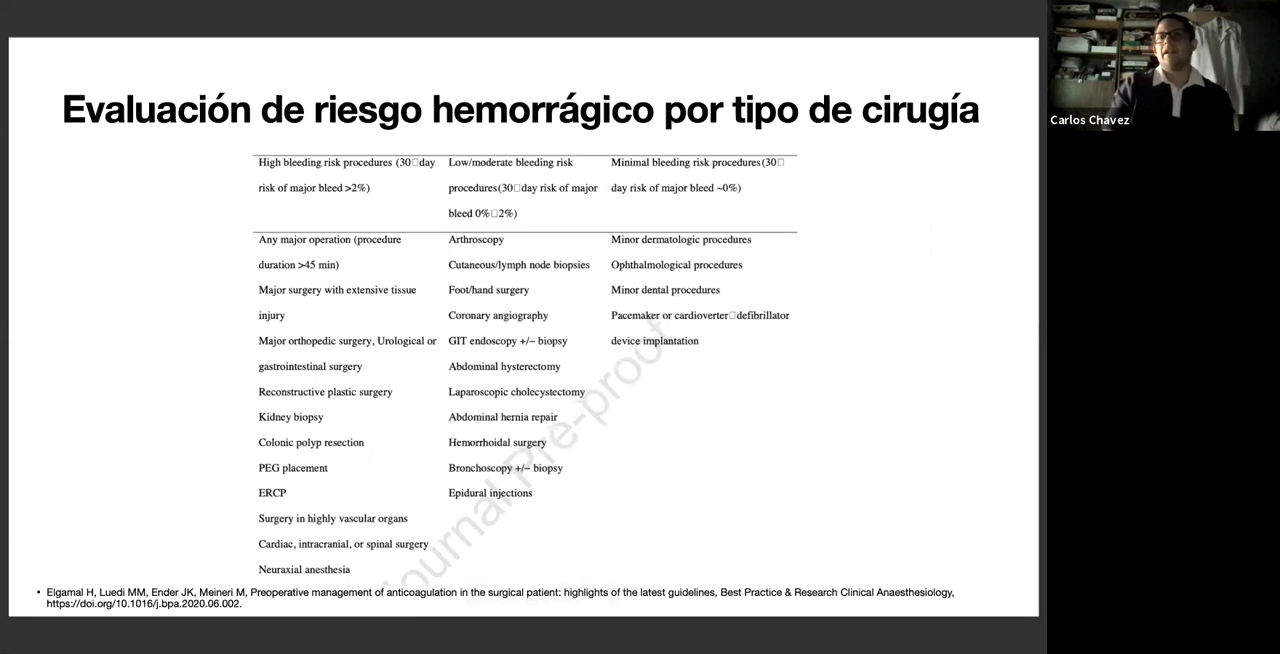 Evaluación de riesgo hemorrágico por tipo de cirugía
High bleeding risk procedures (30□day
risk of major bleed >2%)
Low/moderate bleeding risk
procedures(30□day risk of major
bleed 0%□2%)
Minimal bleeding risk procedures(30□
day risk of major bleed ~0%)
Any major operation (procedure
duration >45 min)
Major surgery with extensive tissue
injury
Major orthopedic surgery, Urological or
gastrointestinal surgery
Reconstructive plastic surgery
Kidney biopsy
Colonic polyp resection
PEG placement
ERCP
Surgery in highly vascular organs
Cardiac, intracranial, or spinal surgery
Neuraxial anesthesia
Arthroscopy
Cutaneous/lymph node biopsies
Foot/hand surgery
Coronary angiography
GIT endoscopy +/− biopsy
Abdominal hysterectomy
Laparoscopic cholecystectomy
Abdominal hernia repair
Hemorrhoidal surgery
Bronchoscopy +/− biopsy
Epidural injections
Minor dermatologic procedures
Ophthalmological procedures
Minor dental procedures
Pacemaker or cardioverter□defibrillator
device implantation
Journal Pre-proof
• Elgamal H, Luedi MM, Ender JK, Meineri M, Preoperative management of anticoagulation in the surgical patient: highlights of the latest guidelines, Best Practice & Research Clinical Anaesthesiology,
https://doi.org/10.1016/j.bpa.2020.06.002.
Carlos Chavez